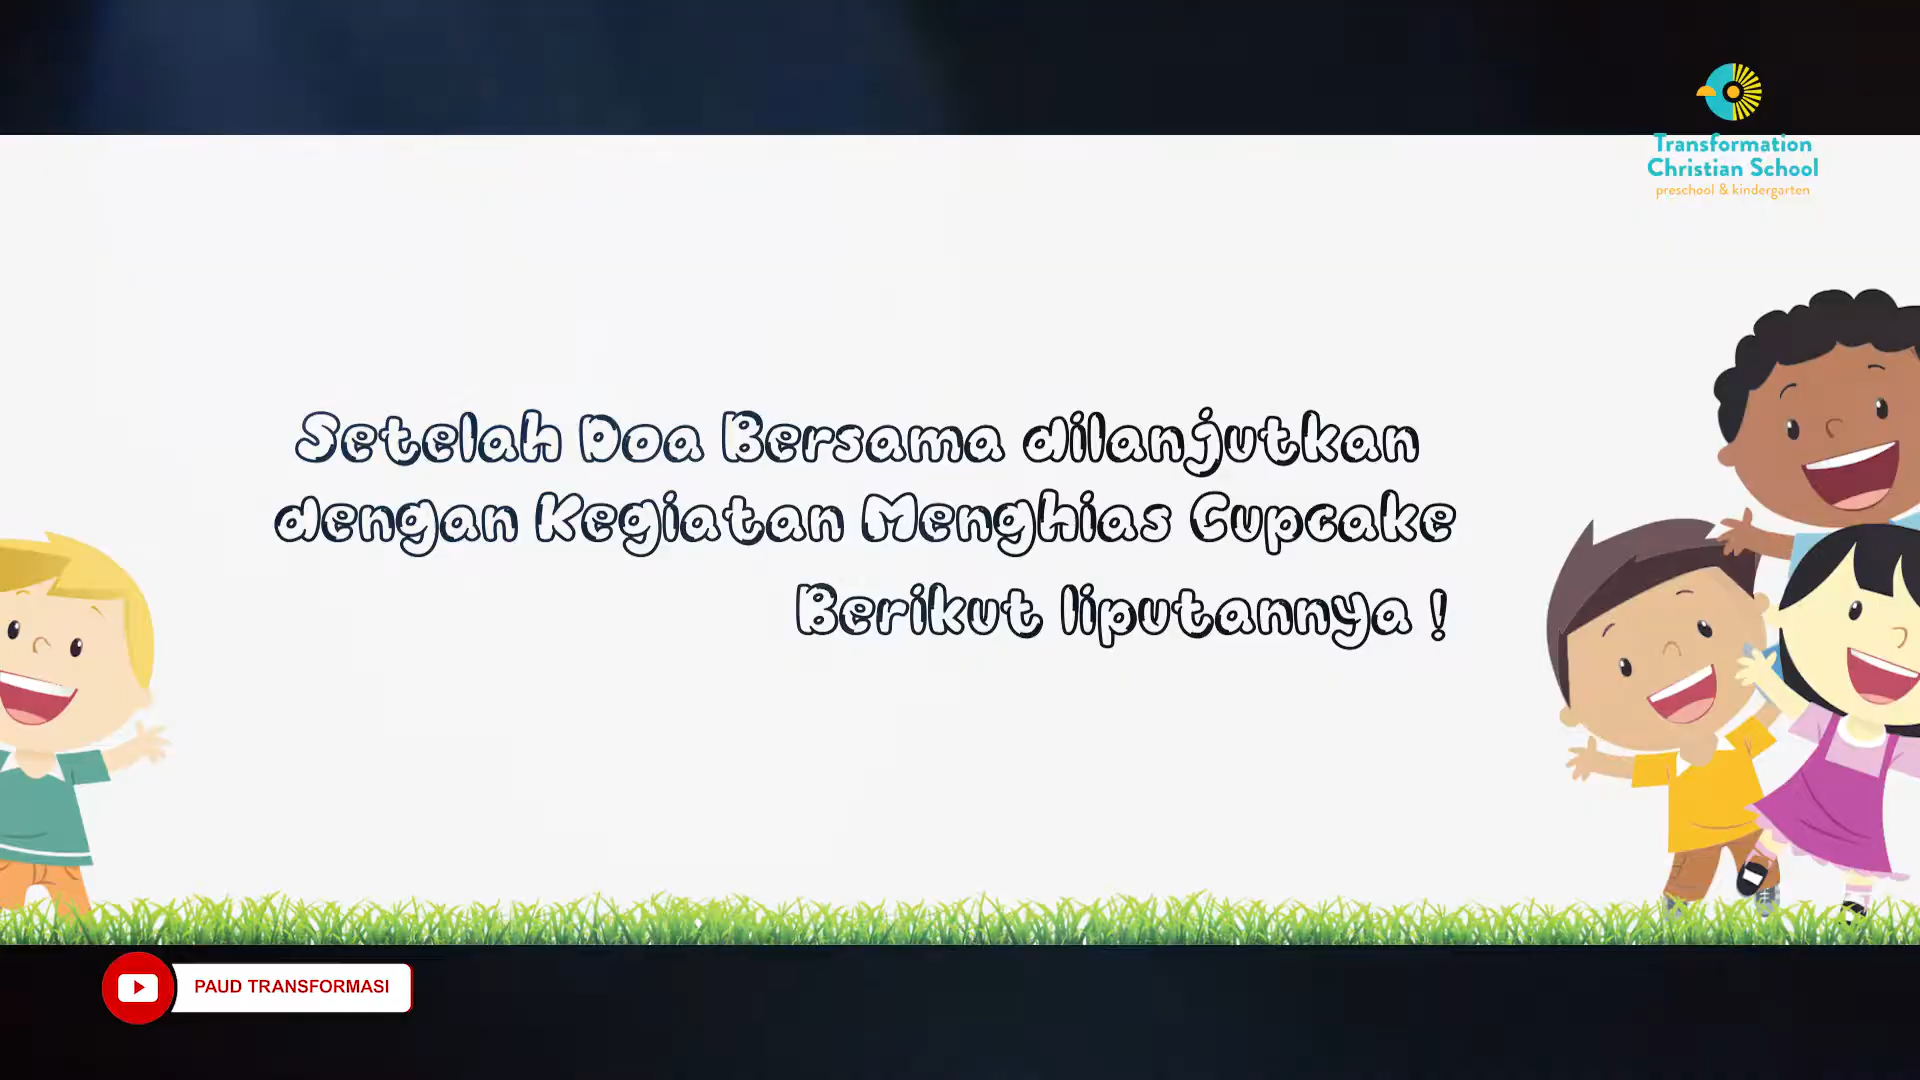 Transformation
Christian School
preschool & kindergarten
Setelah Doa Bersama dilanjutkan
dengan Kegiatan Menghias Cupcake
Berikut liputannya !
PAUD TRANSFORMASI